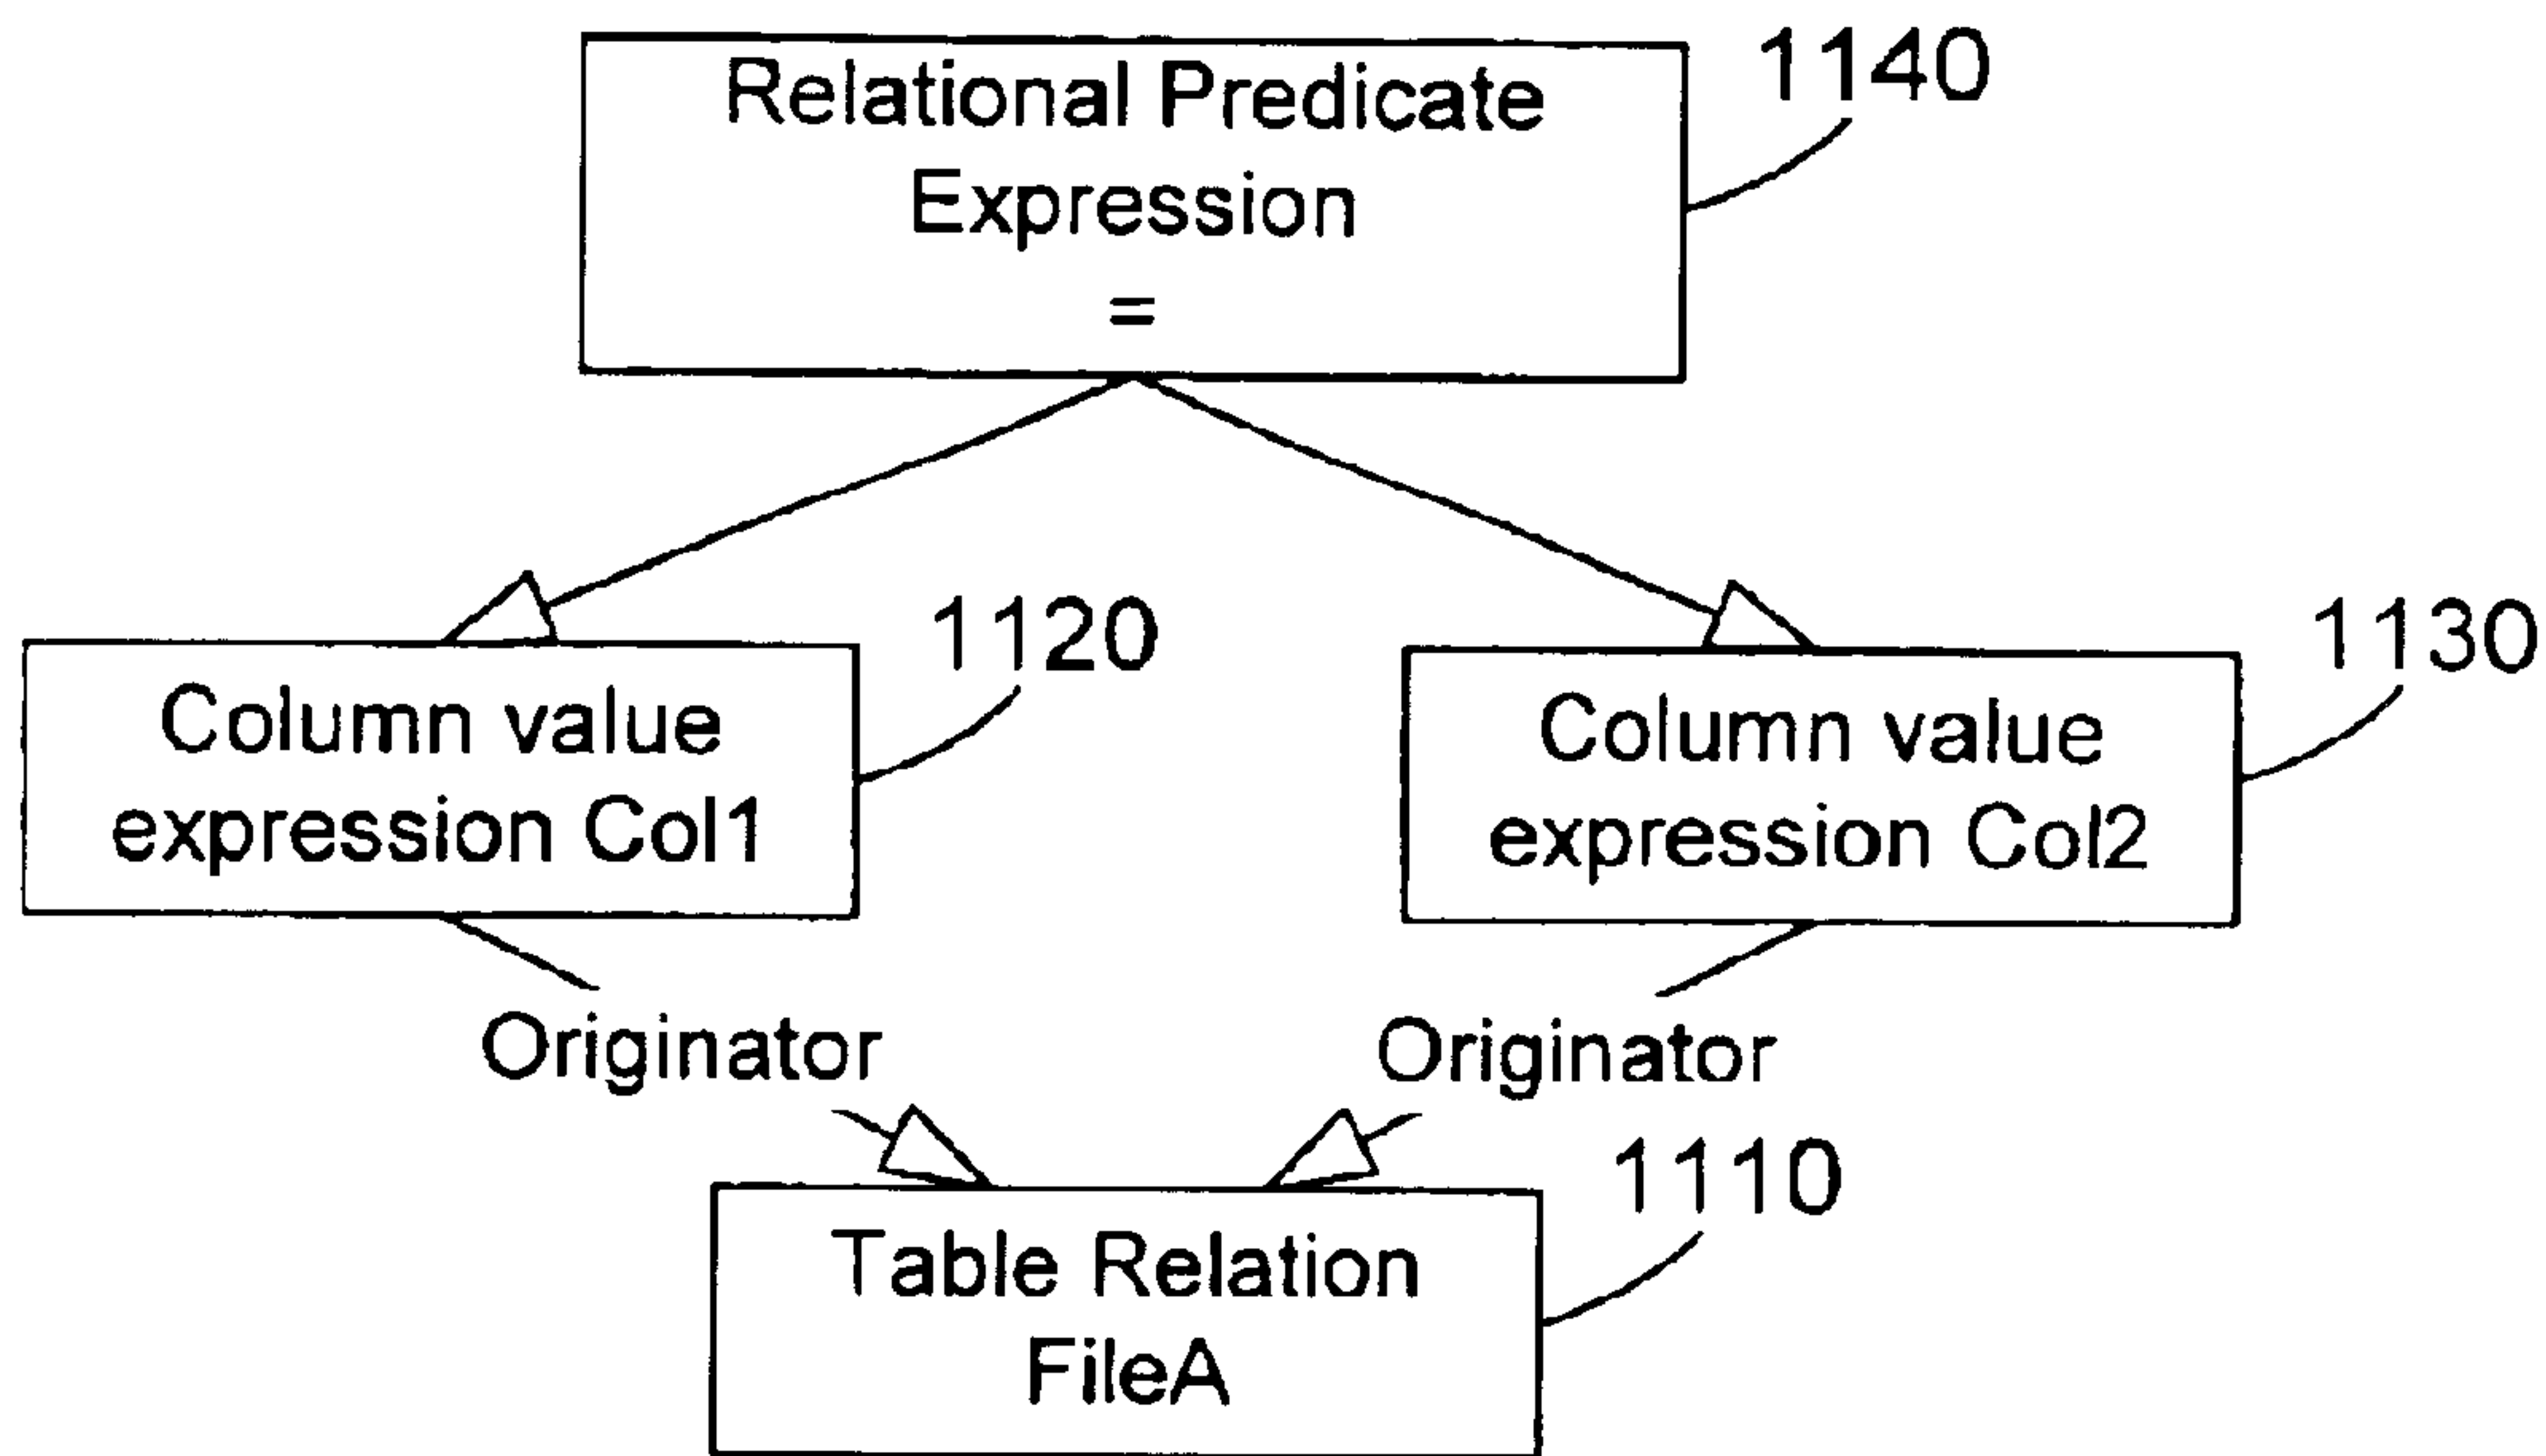 Relational Predicate
Expression
=
1140
Column value
expression Col1
1120
Column value
expression Col2
1130
Originator
Originator
Table Relation
FileA
1110